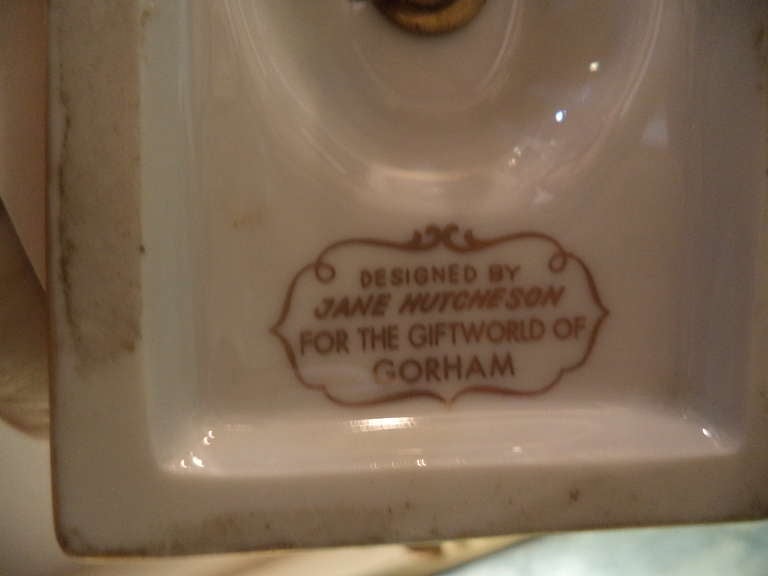 DESIGNED BY
JANE HUTCHESON
FOR THE GIFTWORLD OF
GORHAM